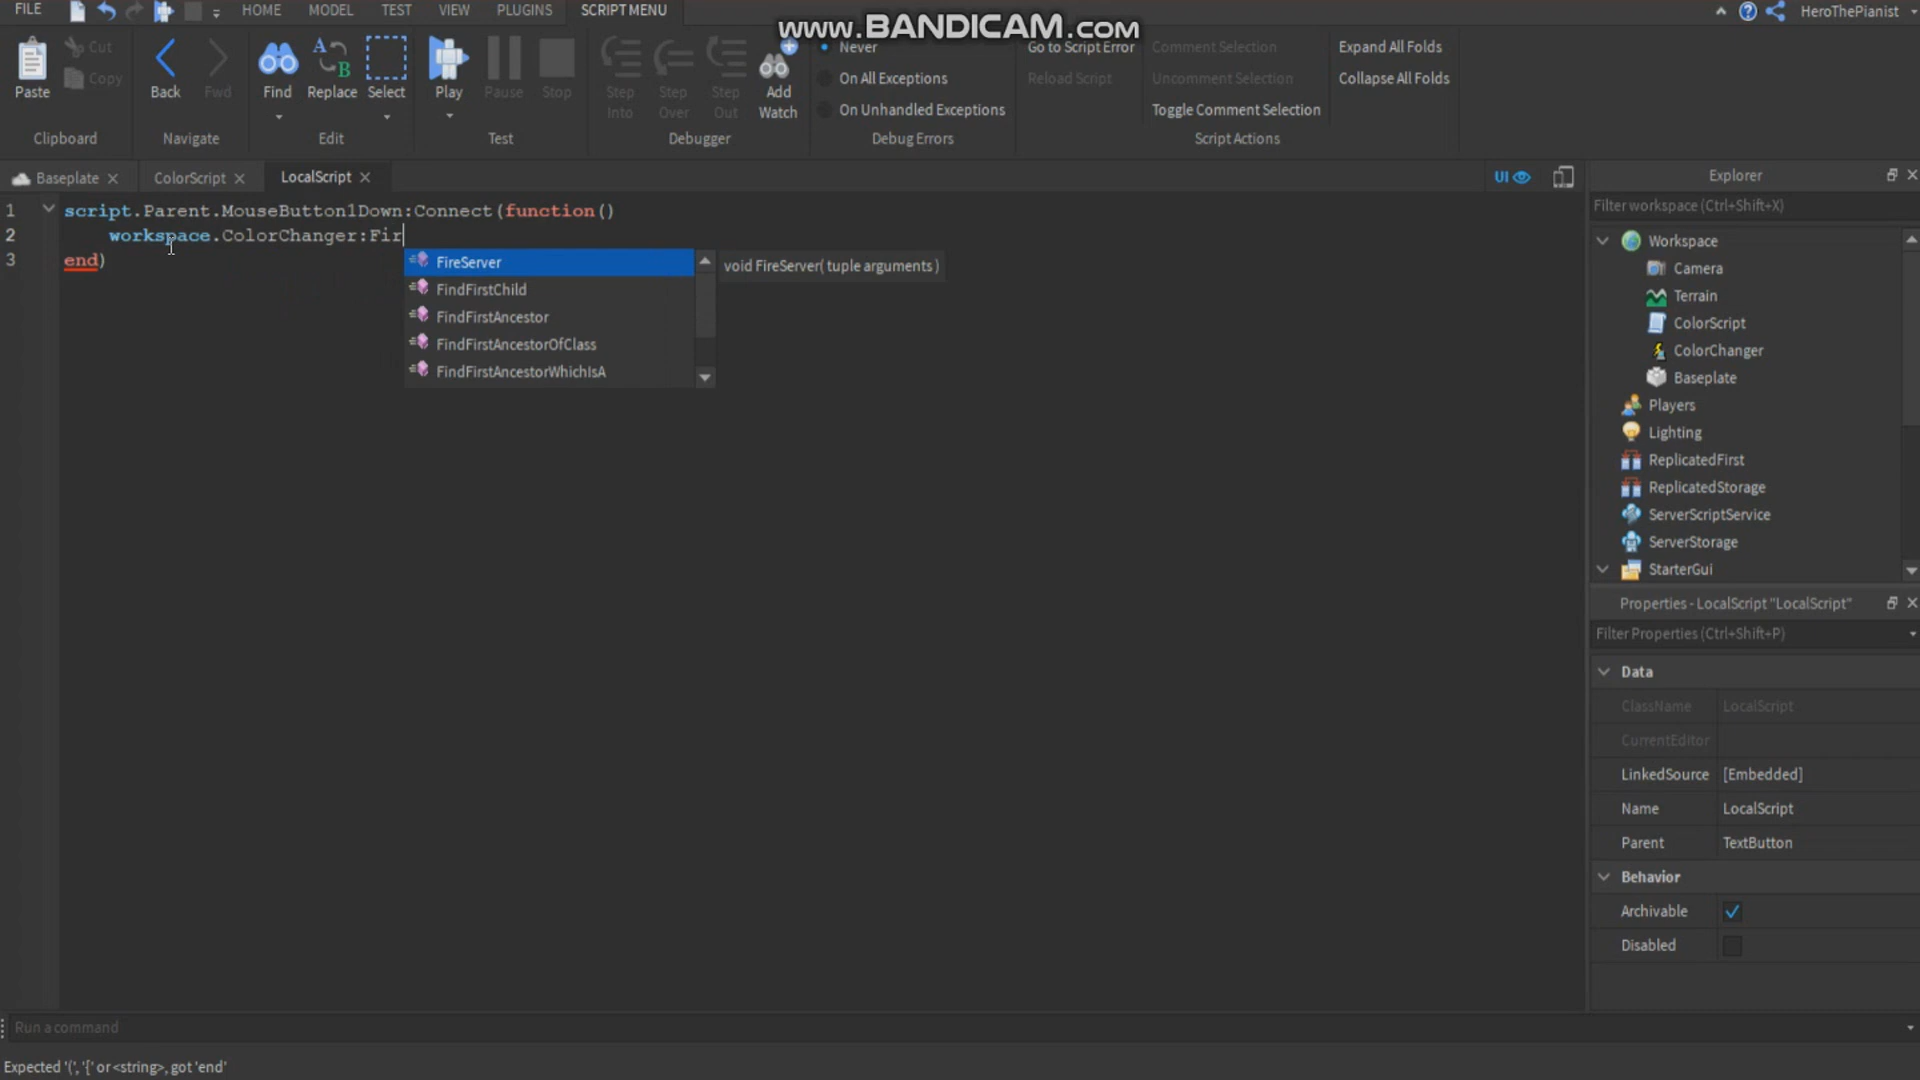 FILE HOME MODEL TEST VIEW PLUGINS SCRIPT MENU HeroThePianist
www.BANDICAM.com
Cut
Copy
Paste
Clipboard
Back
Fwd
Navigate
Find
Replace
Select
Edit
Play
Pause
Stop
Test
Step Into
Step Over
Step Out
Add Watch
Debugger
Never
On All Exceptions
On Unhandled Exceptions
Debug Errors
Go to Script Error
Reload Script
Comment Selection
Uncomment Selection
Toggle Comment Selection
Script Actions
Expand All Folds
Collapse All Folds
Baseplate
ColorScript
LocalScript
UI
1 script.Parent.MouseButton1Down:Connect(function()
2 workspace.ColorChanger:Fir
3 end)
FireServer
FindFirstChild
FindFirstAncestor
FindFirstAncestorOfClass
FindFirstAncestorWhichIsA
void FireServer( tuple arguments )
Explorer
Filter workspace (Ctrl+Shift+X)
Workspace
Camera
Terrain
ColorScript
ColorChanger
Baseplate
Players
Lighting
ReplicatedFirst
ReplicatedStorage
ServerScriptService
ServerStorage
StarterGui
Properties - LocalScript "LocalScript"
Filter Properties (Ctrl+Shift+P)
Data
ClassName LocalScript
CurrentEditor
LinkedSource [Embedded]
Name LocalScript
Parent TextButton
Behavior
Archivable
Disabled
Run a command
Expected '(', '{' or <string>, got 'end'